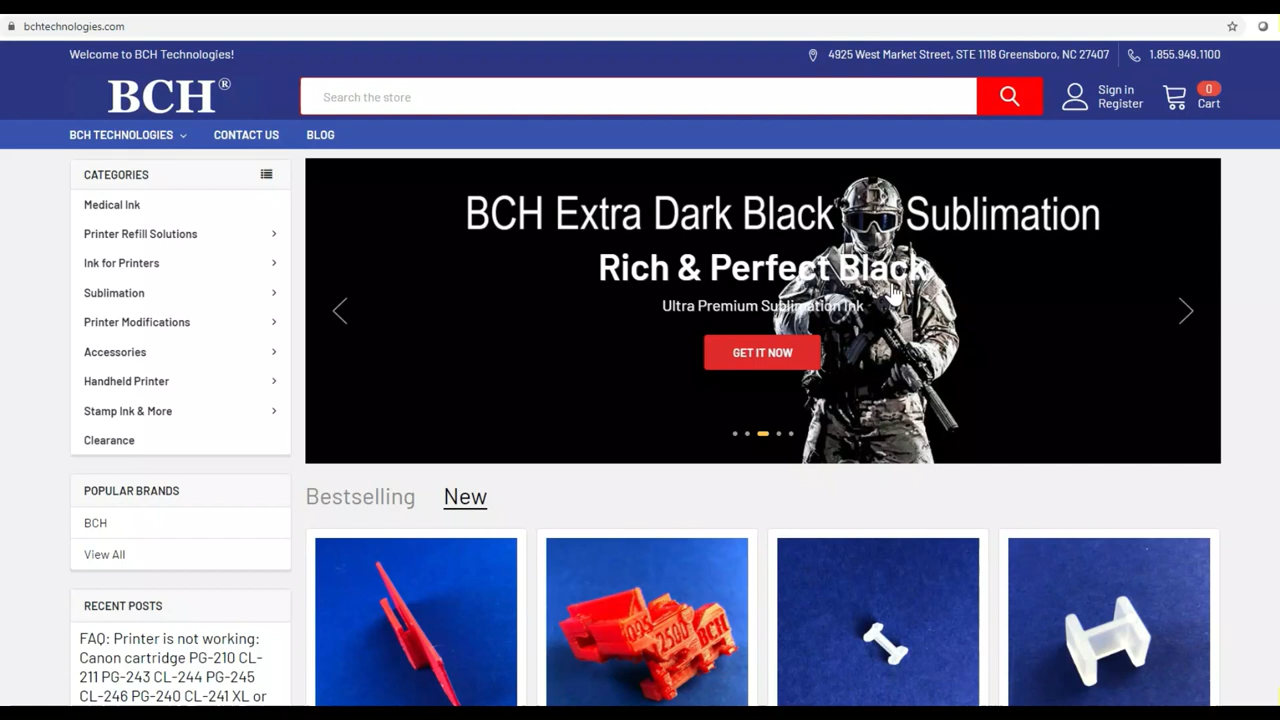 bchtechnologies.com
Welcome to BCH Technologies!
4925 West Market Street, STE 1118 Greensboro, NC 27407
1.855.949.1100
BCH®
Search the store
Sign in
Register
0
Cart
BCH TECHNOLOGIES
CONTACT US
BLOG
CATEGORIES
Medical Ink
Printer Refill Solutions
Ink for Printers
Sublimation
Printer Modifications
Accessories
Handheld Printer
Stamp Ink & More
Clearance
BCH Extra Dark Black Sublimation
Rich & Perfect Black
Ultra Premium Sublimation Ink
GET IT NOW
POPULAR BRANDS
BCH
View All
RECENT POSTS
FAQ: Printer is not working:
Canon cartridge PG-210 CL-
211 PG-243 CL-244 PG-245
CL-246 PG-240 CL-241 XL or
Bestselling
New
2500
BCH